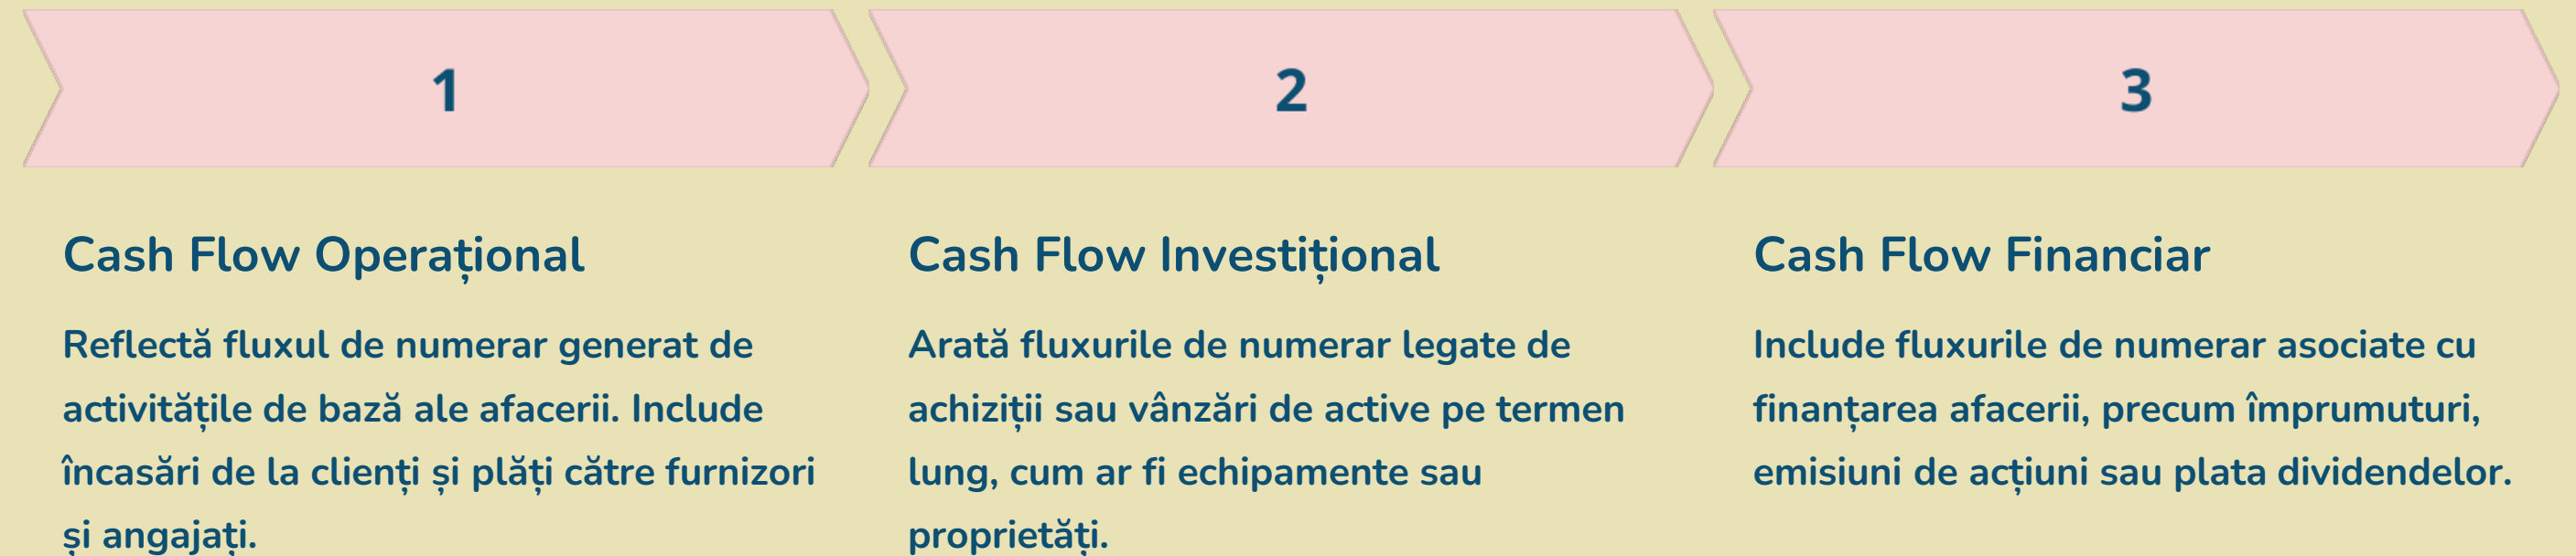 1
2
3
Cash Flow Operațional
Reflectă fluxul de numerar generat de
activitățile de bază ale afacerii. Include
încasări de la clienți și plăți către furnizori
și angajați.
Cash Flow Investițional
Arată fluxurile de numerar legate de
achiziții sau vânzări de active pe termen
lung, cum ar fi echipamente sau
proprietăți.
Cash Flow Financiar
Include fluxurile de numerar asociate cu
finanțarea afacerii, precum împrumuturi,
emisiuni de acțiuni sau plata dividendelor.